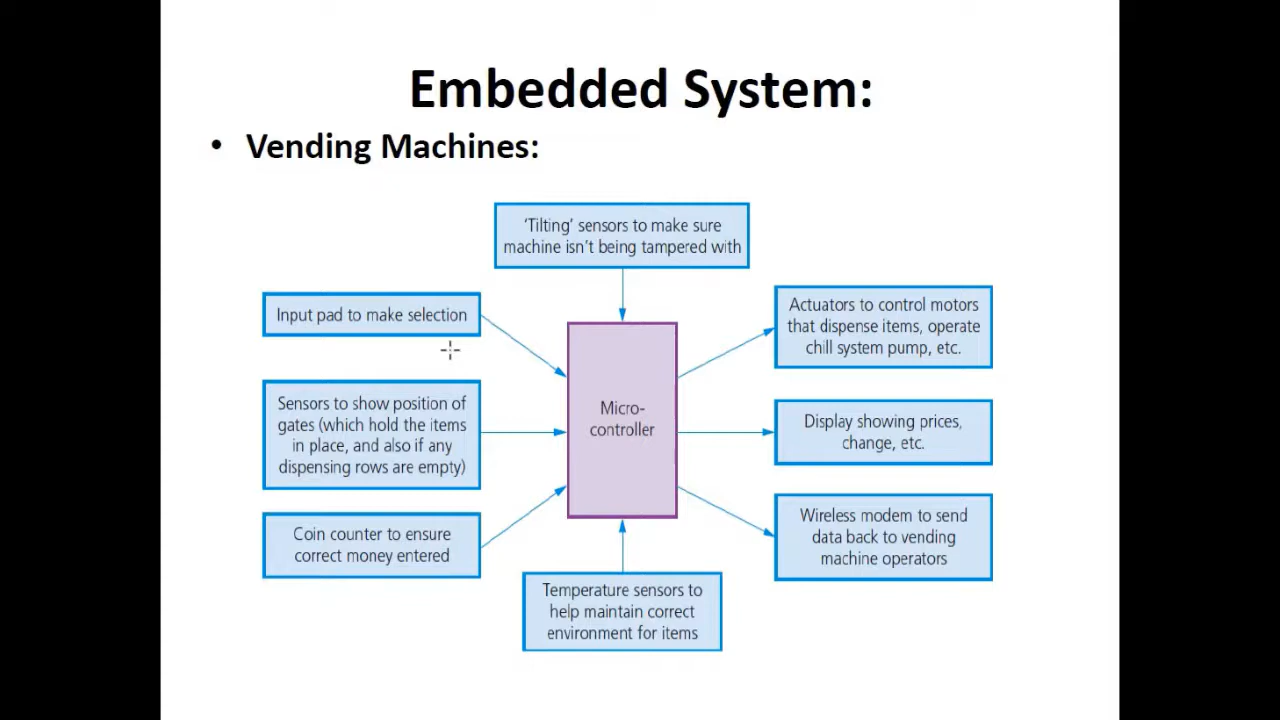 Embedded System:
• Vending Machines:
‘Tilting’ sensors to make sure
machine isn’t being tampered with
Input pad to make selection
Sensors to show position of
gates (which hold the items
in place, and also if any
dispensing rows are empty)
Coin counter to ensure
correct money entered
Micro-
controller
Temperature sensors to
help maintain correct
environment for items
Actuators to control motors
that dispense items, operate
chill system pump, etc.
Display showing prices,
change, etc.
Wireless modem to send
data back to vending
machine operators